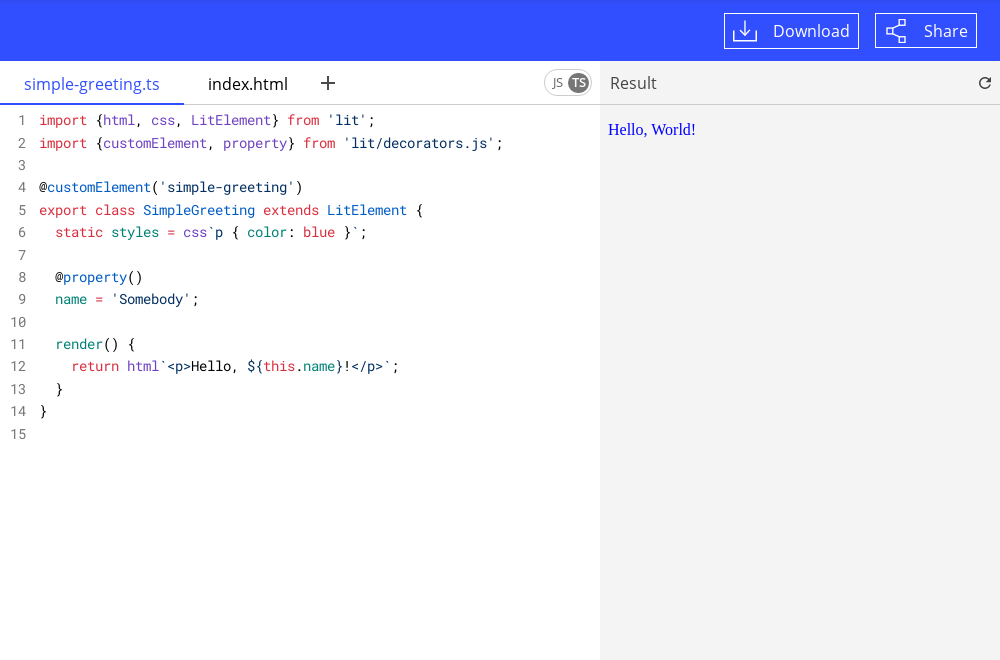 Download Share
simple-greeting.ts index.html + JS TS Result
1 import {html, css, LitElement} from 'lit';
2 import {customElement, property} from 'lit/decorators.js';
3
4 @customElement('simple-greeting')
5 export class SimpleGreeting extends LitElement {
6   static styles = css`p { color: blue }`;
7
8   @property()
9   name = 'Somebody';
10
11   render() {
12     return html`<p>Hello, ${this.name}!</p>`;
13   }
14 }
15
Hello, World!